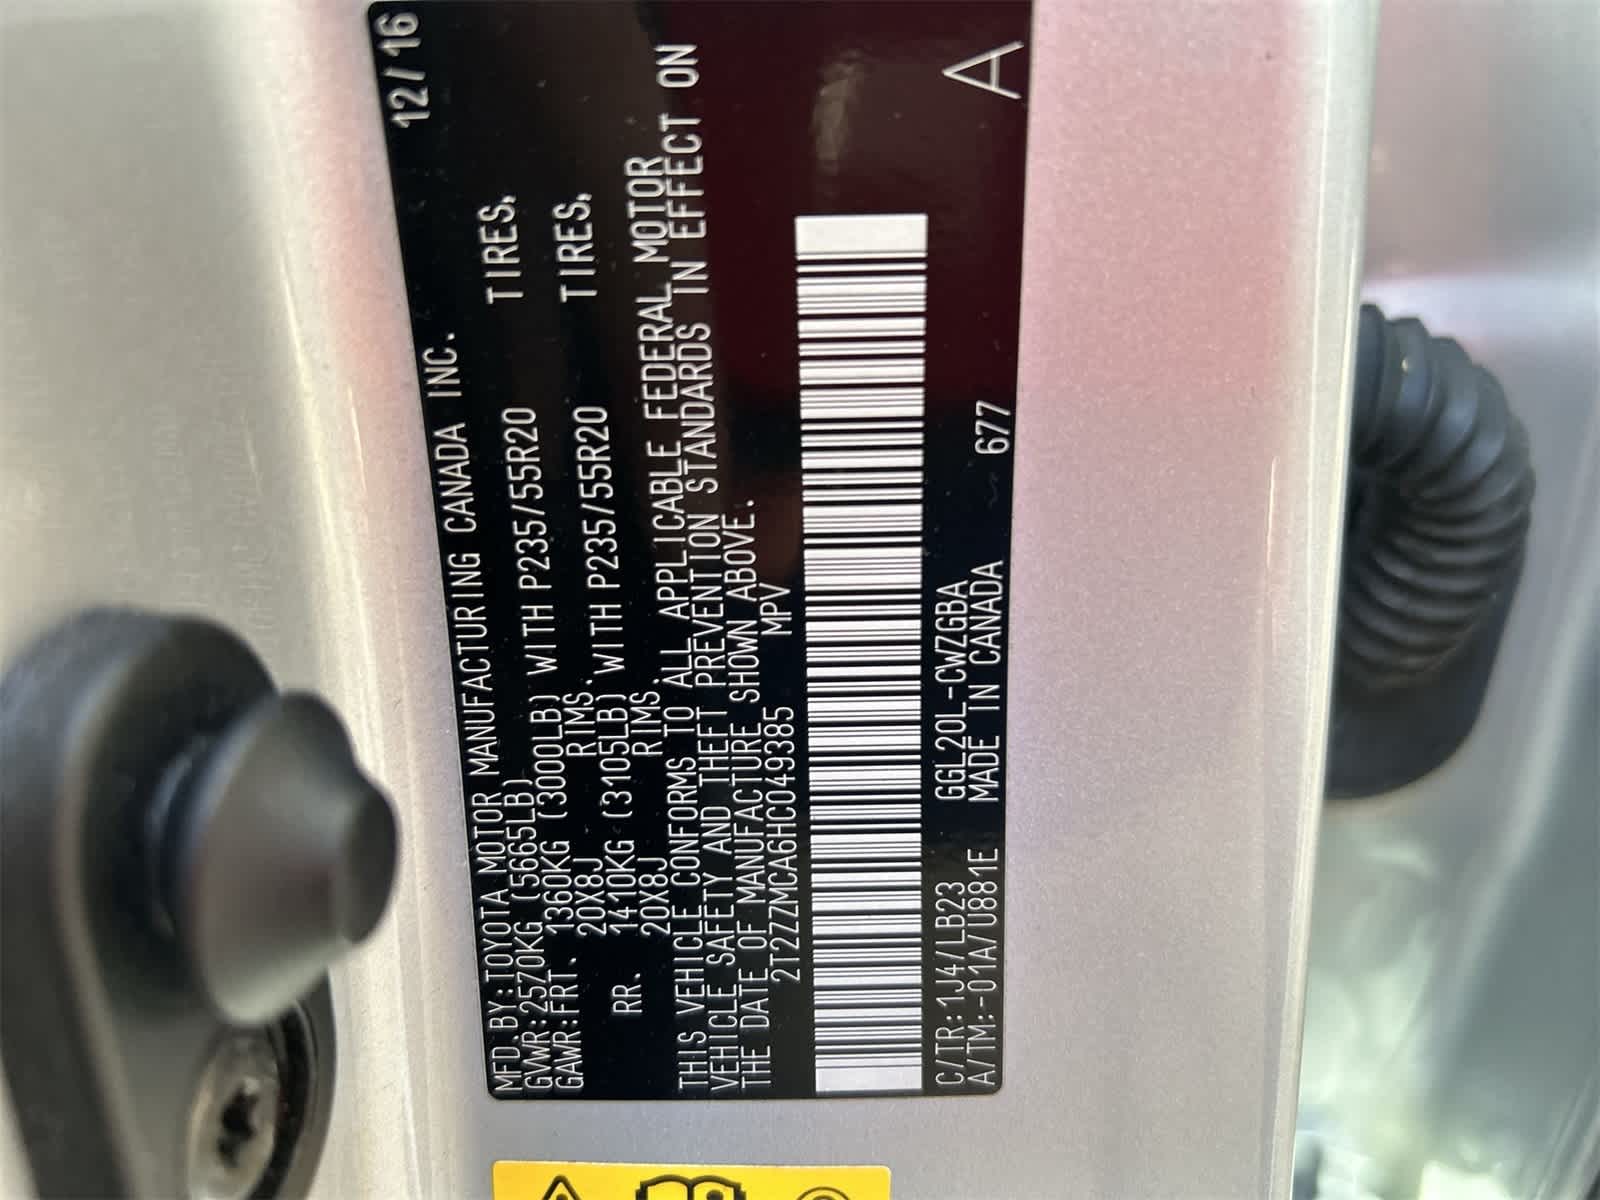 MFD.BY:TOYOTA MOTOR MANUFACTURING CANADA INC. 12/16
GVWR:2570KG (5665LB)
GAWR:FRT. 1360KG (3000LB) WITH P235/55R20 TIRES,
20X8J RIMS,
RR. 1410KG (3105LB) WITH P235/55R20 TIRES,
20X8J RIMS.
THIS VEHICLE CONFORMS TO ALL APPLICABLE FEDERAL MOTOR
VEHICLE SAFETY AND THEFT PREVENTION STANDARDS IN EFFECT ON
THE DATE OF MANUFACTURE SHOWN ABOVE.
2T2ZZMCA6HC049385 MPV
C/TR:1J4/LB23 GGL20L-CWZGBA
A/TM:-01A/U881E MADE IN CANADA 677 A